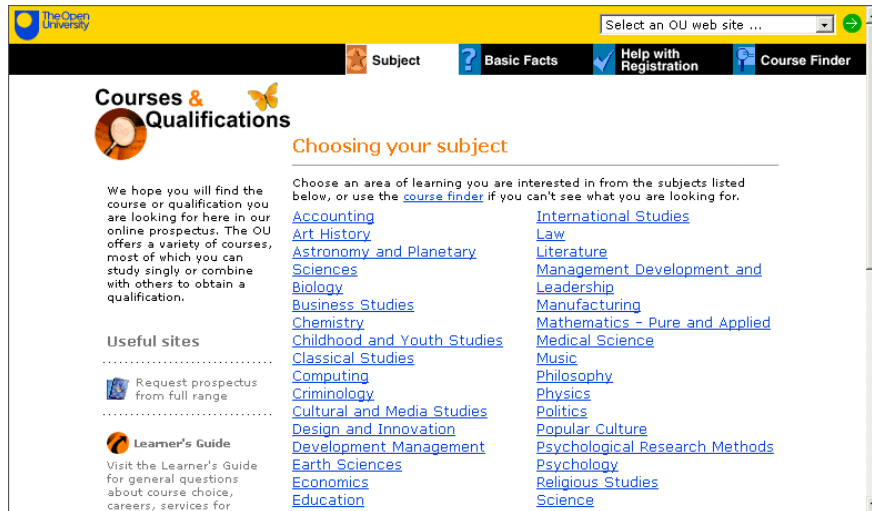 The Open
University
Select an OU web site ...
Subject
Basic Facts
Help with
Registration
Course Finder
Courses &
Qualifications
Choosing your subject
We hope you will find the
course or qualification you
are looking for here in our
online prospectus. The OU
offers a variety of courses,
most of which you can
study singly or combine
with others to obtain a
qualification.
Useful sites
Request prospectus
from full range
Learner's Guide
Visit the Learner's Guide
for general questions
about course choice,
careers, services for
Choose an area of learning you are interested in from the subjects listed
below, or use the course finder if you can't see what you are looking for.
Accounting
Art History
Astronomy and Planetary
Sciences
Biology
Business Studies
Chemistry
Childhood and Youth Studies
Classical Studies
Computing
Criminology
Cultural and Media Studies
Design and Innovation
Development Management
Earth Sciences
Economics
Education
International Studies
Law
Literature
Management Development and
Leadership
Manufacturing
Mathematics - Pure and Applied
Medical Science
Music
Philosophy
Physics
Politics
Popular Culture
Psychological Research Methods
Psychology
Religious Studies
Science